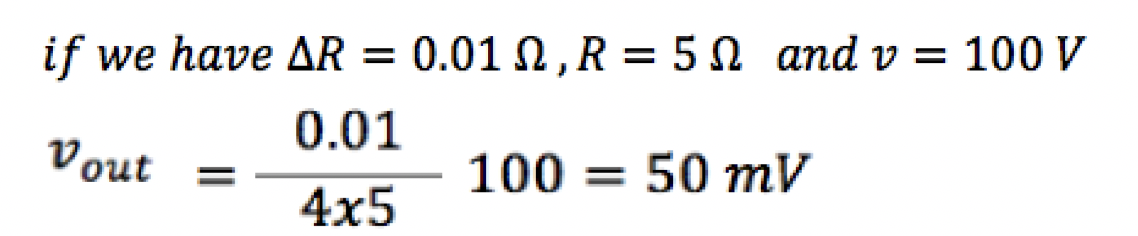 if we have ΔR = 0.01 Ω , R = 5 Ω and v = 100 V
v_out = 0.01 / 4x5 100 = 50 mV